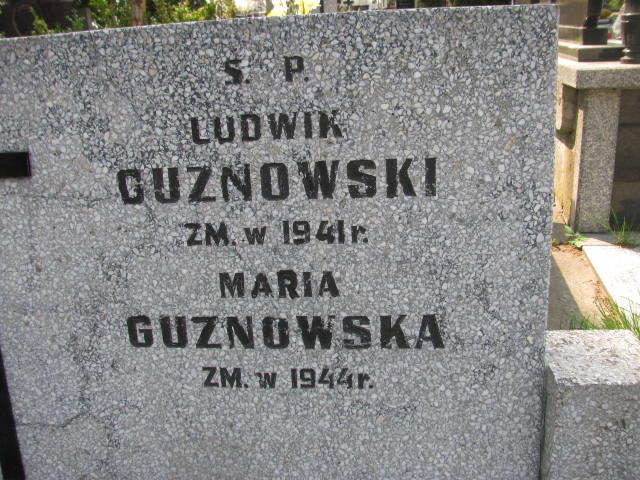 S. P.
LUDWIK
GUZNOWSKI
ZM. w 1941 r.
MARIA
GUZNOWSKA
ZM. w 1944 r.